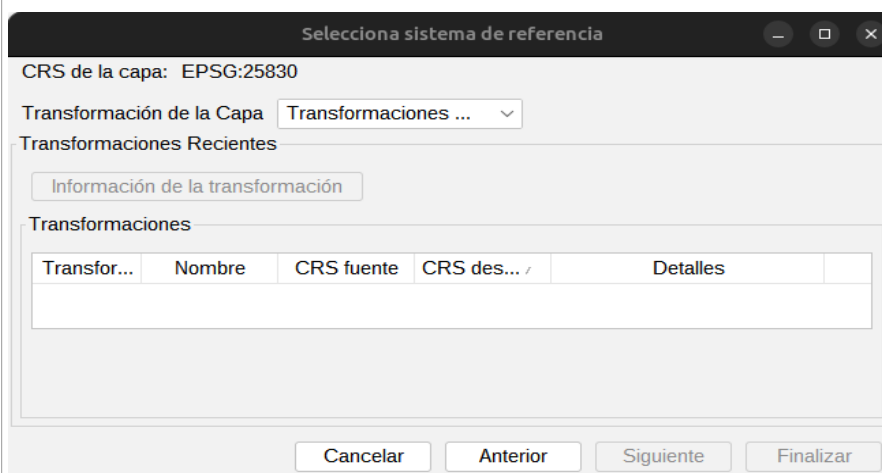 Selecciona sistema de referencia
CRS de la capa: EPSG:25830
Transformación de la Capa Transformaciones ...
Transformaciones Recientes
Información de la transformación
Transformaciones
Transfor... Nombre CRS fuente CRS des... Detalles
Cancelar Anterior Siguiente Finalizar